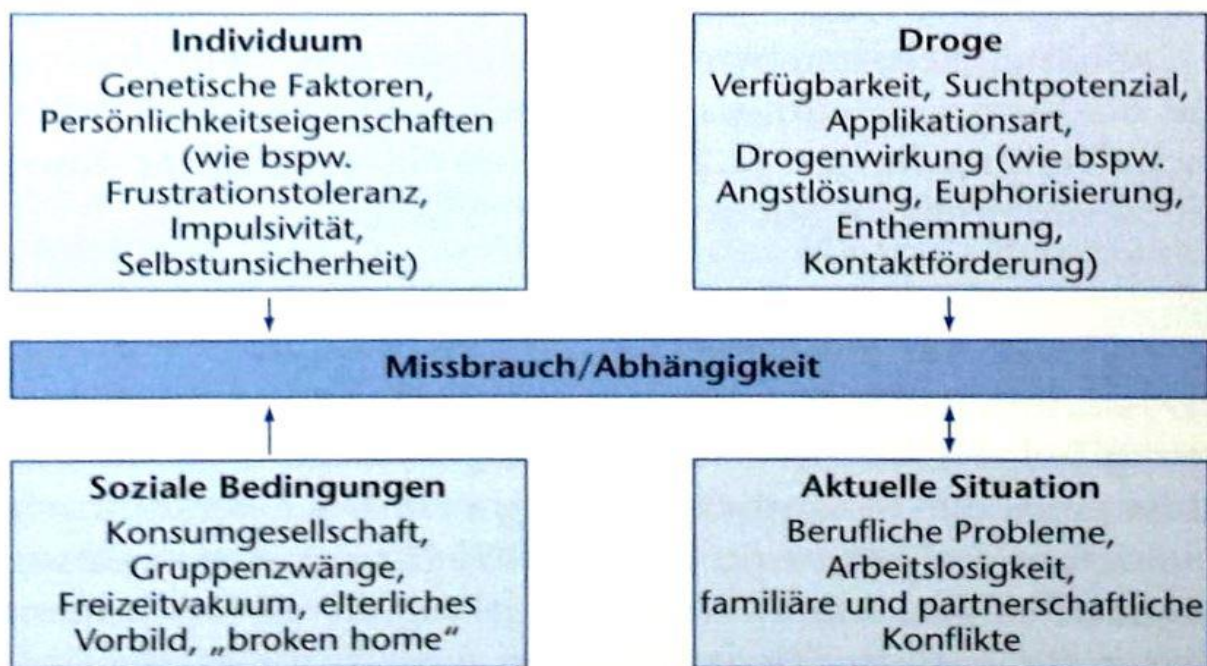 Individuum
Genetische Faktoren,
Persönlichkeitseigenschaften
(wie bspw.
Frustrationstoleranz,
Impulsivität,
Selbstunsicherheit)
Droge
Verfügbarkeit, Suchtpotenzial,
Applikationsart,
Drogenwirkung (wie bspw.
Angstlösung, Euphorisierung,
Enthemmung,
Kontaktförderung)
Missbrauch/Abhängigkeit
Soziale Bedingungen
Konsumgesellschaft,
Gruppenzwänge,
Freizeitvakuum, elterliches
Vorbild, „broken home“
Aktuelle Situation
Berufliche Probleme,
Arbeitslosigkeit,
familiäre und partnerschaftliche
Konflikte